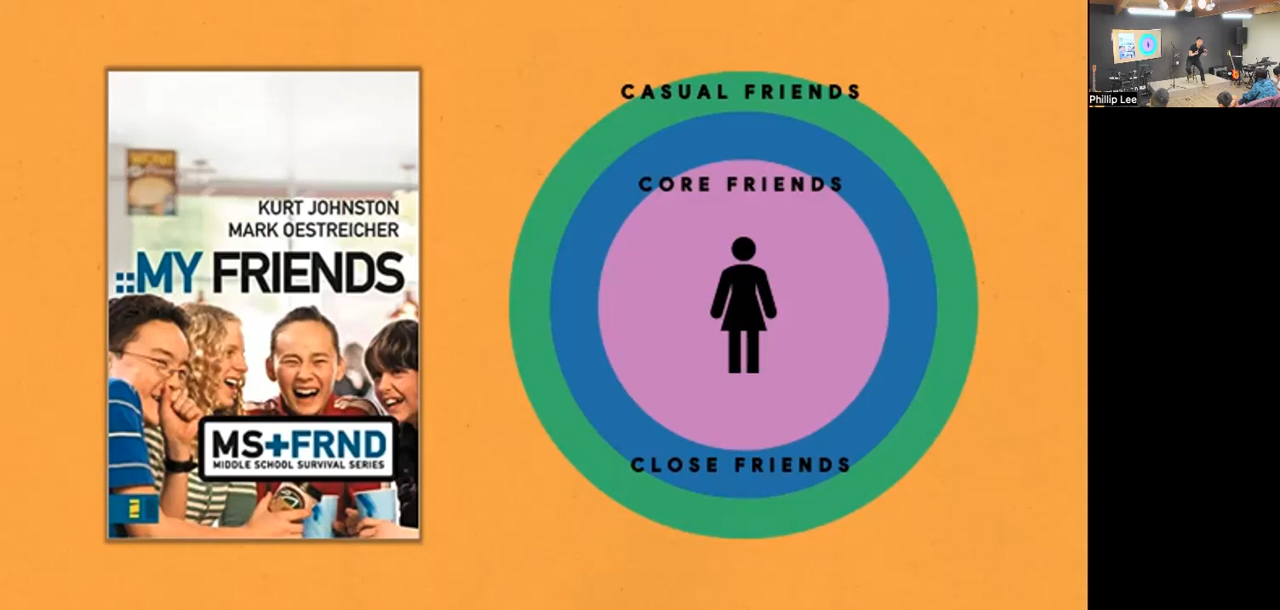 KURT JOHNSTON
MARK OESTREICHER
::MY FRIENDS
MS+FRND
MIDDLE SCHOOL SURVIVAL SERIES
CASUAL FRIENDS
CORE FRIENDS
CLOSE FRIENDS
Phillip Lee